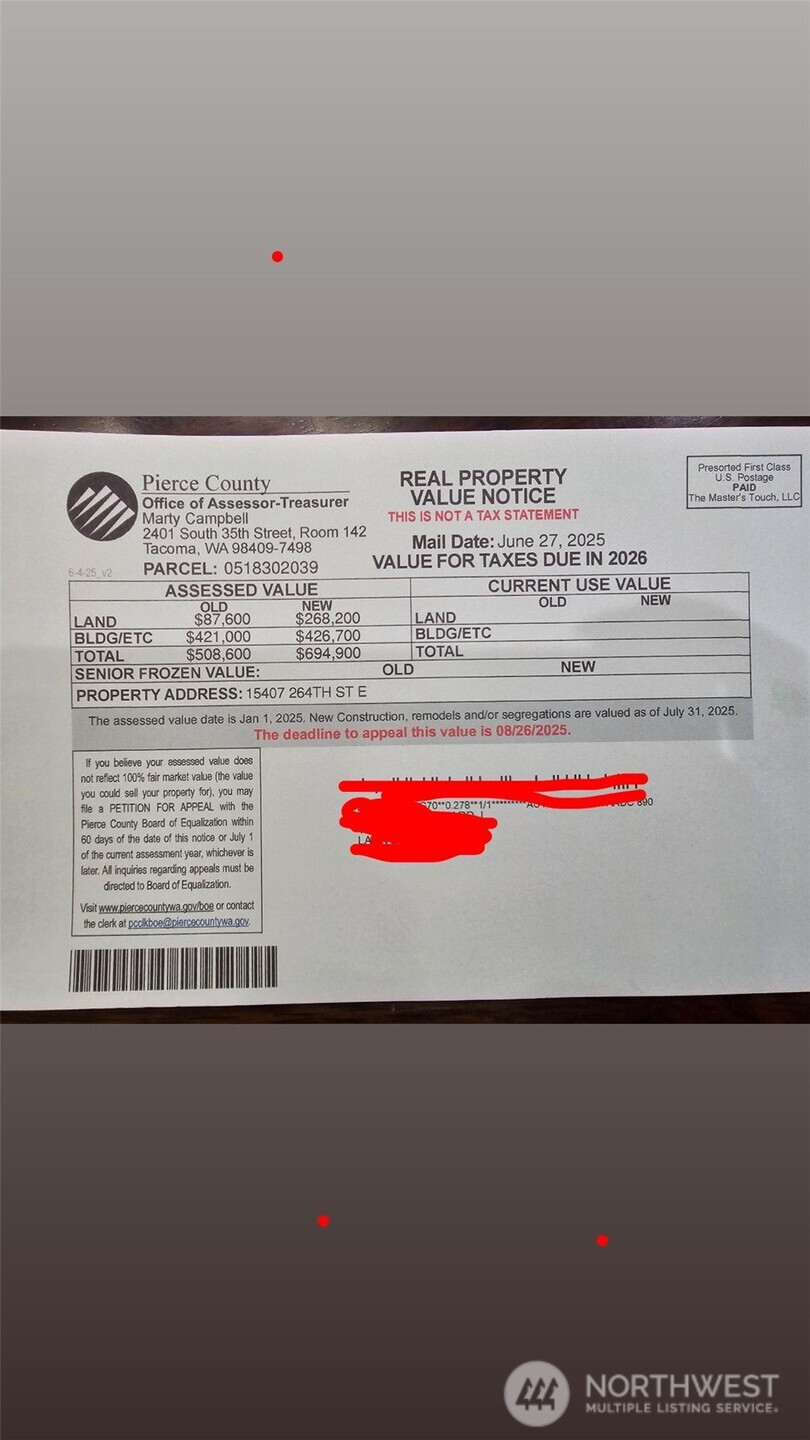 Pierce County
Office of Assessor-Treasurer
Marty Campbell
2401 South 35th Street, Room 142
Tacoma, WA 98409-7498
6-4-25_v2
PARCEL: 0518302039
REAL PROPERTY
VALUE NOTICE
THIS IS NOT A TAX STATEMENT
Mail Date: June 27, 2025
VALUE FOR TAXES DUE IN 2026
Presorted First Class
U.S. Postage
PAID
The Master's Touch, LLC
ASSESSED VALUE CURRENT USE VALUE
OLD NEW OLD NEW
LAND $87,600 $268,200 LAND
BLDG/ETC $421,000 $426,700 BLDG/ETC
TOTAL $508,600 $694,900 TOTAL
SENIOR FROZEN VALUE: OLD NEW
PROPERTY ADDRESS: 15407 264TH ST E
The assessed value date is Jan 1, 2025. New Construction, remodels and/or segregations are valued as of July 31, 2025.
The deadline to appeal this value is 08/26/2025.
If you believe your assessed value does
not reflect 100% fair market value (the value
you could sell your property for), you may
file a PETITION FOR APPEAL with the
Pierce County Board of Equalization within
60 days of the date of this notice or July 1
of the current assessment year, whichever is
later. All inquiries regarding appeals must be
directed to Board of Equalization.
Visit www.piercecountywa.gov/boe or contact
the clerk at pcclkboe@piercecountywa.gov.
70**0.278**1/1********* 890
LA
NORTHWEST
MULTIPLE LISTING SERVICE®